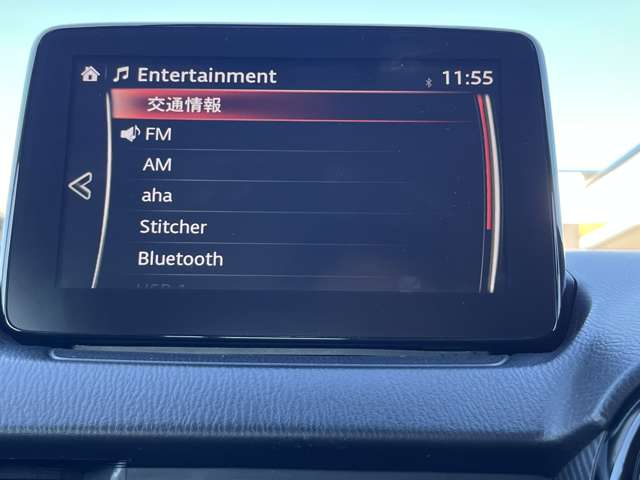 Entertainment 11:55
交通情報
FM
AM
aha
Stitcher
Bluetooth